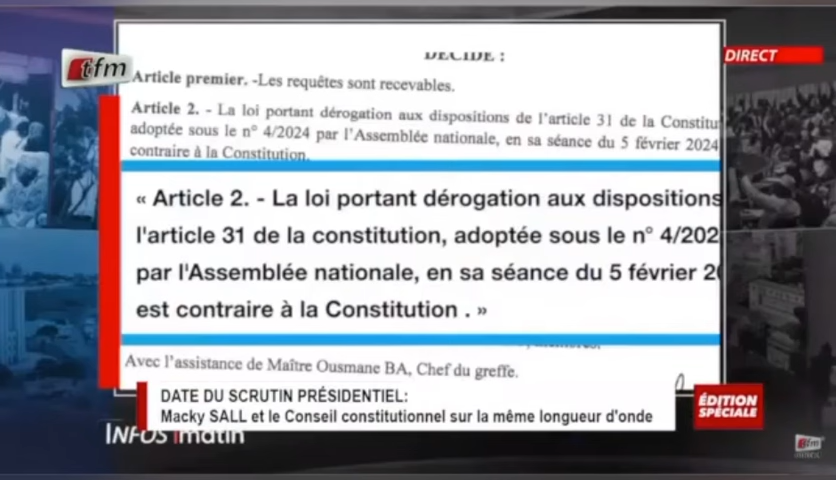 DÉCIDE :
Article premier. -Les requêtes sont recevables.
Article 2. - La loi portant dérogation aux dispositions de l'article 31 de la Constitu
adoptée sous le n° 4/2024 par l'Assemblée nationale, en sa séance du 5 février 2024
contraire à la Constitution.
« Article 2. - La loi portant dérogation aux dispositions
l'article 31 de la constitution, adoptée sous le n° 4/202
par l'Assemblée nationale, en sa séance du 5 février 20
est contraire à la Constitution . »
Avec l'assistance de Maître Ousmane BA, Chef du greffe.
tfm
DIRECT
DATE DU SCRUTIN PRÉSIDENTIEL:
Macky SALL et le Conseil constitutionnel sur la même longueur d'onde
ÉDITION
SPÉCIALE
INFOS matin
tfm